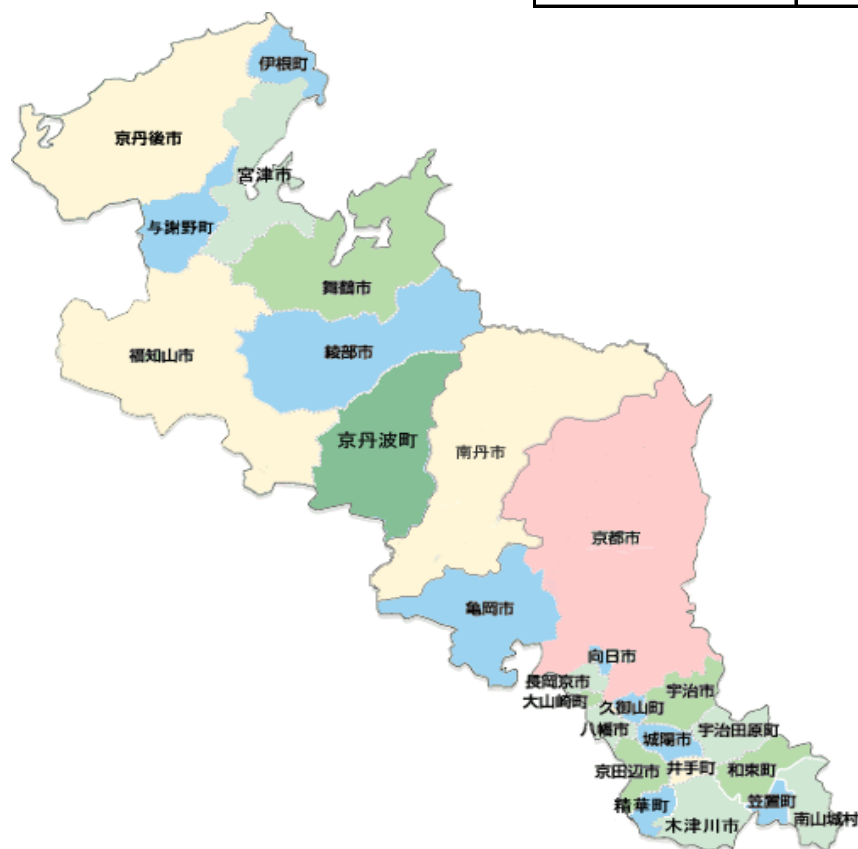 伊根町
京丹後市
宮津市
与謝野町
舞鶴市
福知山市
綾部市
京丹波町
南丹市
京都市
亀岡市
向日市
長岡京市
宇治市
大山崎町
久御山町
八幡市
宇治田原町
城陽市
京田辺市
井手町
和束町
精華町
笠置町
木津川市
南山城村